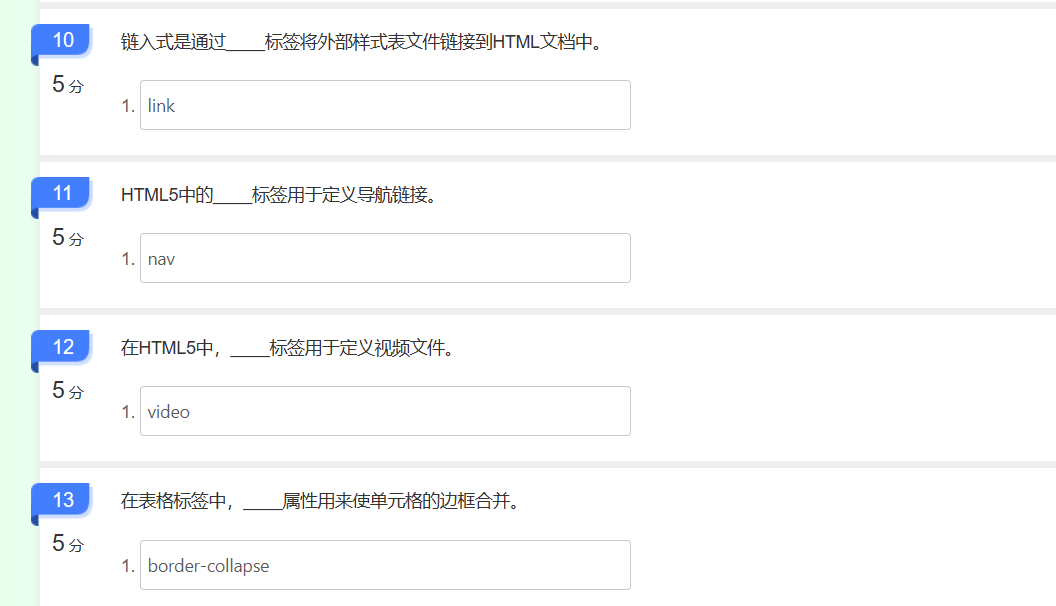 10
链入式是通过_____标签将外部样式表文件链接到HTML文档中。
5 分
1. link
11
HTML5中的_____标签用于定义导航链接。
5 分
1. nav
12
在HTML5中，_____标签用于定义视频文件。
5 分
1. video
13
在表格标签中，_____属性用来使单元格的边框合并。
5 分
1. border-collapse